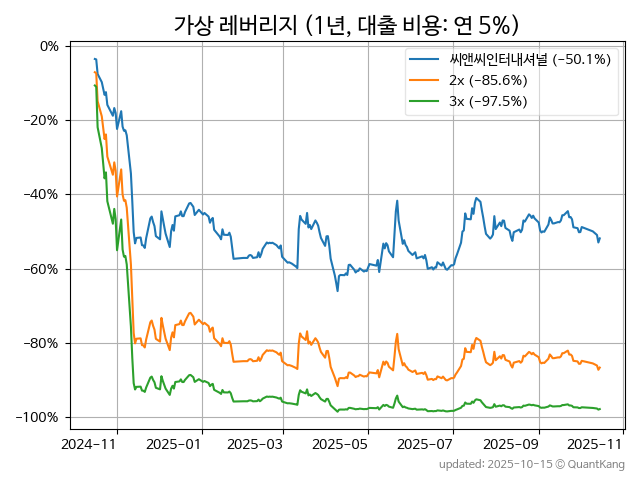 가상 레버리지 (1년, 대출 비용: 연 5%)
씨앤씨인터내셔널 (−50.1%)
2x (−85.6%)
3x (−97.5%)
0%
−20%
−40%
−60%
−80%
−100%
2024−11 2025−01 2025−03 2025−05 2025−07 2025−09 2025−11
updated: 2025-10-15 © QuantKang